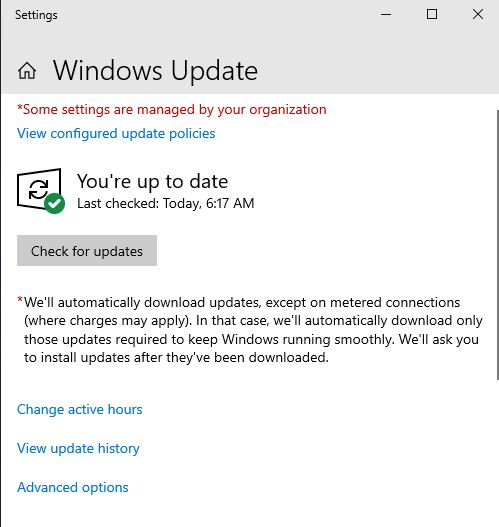 Settings
Windows Update
*Some settings are managed by your organization
View configured update policies
You're up to date
Last checked: Today, 6:17 AM
Check for updates
*We'll automatically download updates, except on metered connections
(where charges may apply). In that case, we'll automatically download only
those updates required to keep Windows running smoothly. We'll ask you
to install updates after they've been downloaded.
Change active hours
View update history
Advanced options